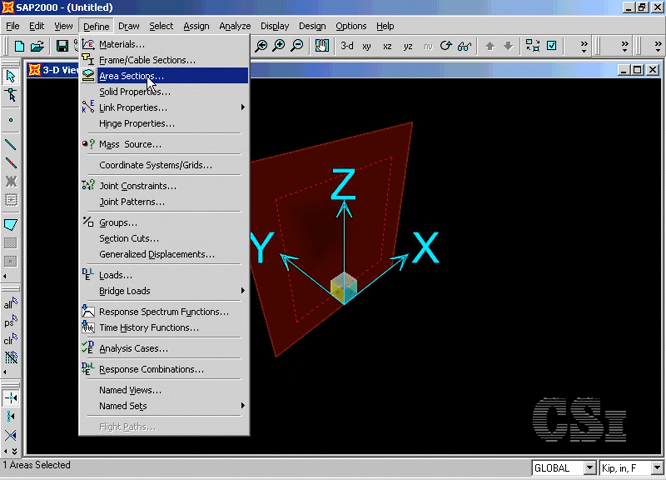 SAP2000 - (Untitled)
File Edit View Define Draw Select Assign Analyze Display Design Options Help
3-d xy xz yz
3-D View
Materials...
Frame/Cable Sections...
Area Sections...
Solid Properties...
Link Properties...
Hinge Properties...
Mass Source...
Coordinate Systems/Grids...
Joint Constraints...
Joint Patterns...
Groups...
Section Cuts...
Generalized Displacements...
Loads...
Bridge Loads
Response Spectrum Functions...
Time History Functions...
Analysis Cases...
Response Combinations...
Named Views...
Named Sets
Flight Paths...
Z
Y
X
all
ps
clr
CSI
1 Areas Selected
GLOBAL
Kip, in, F